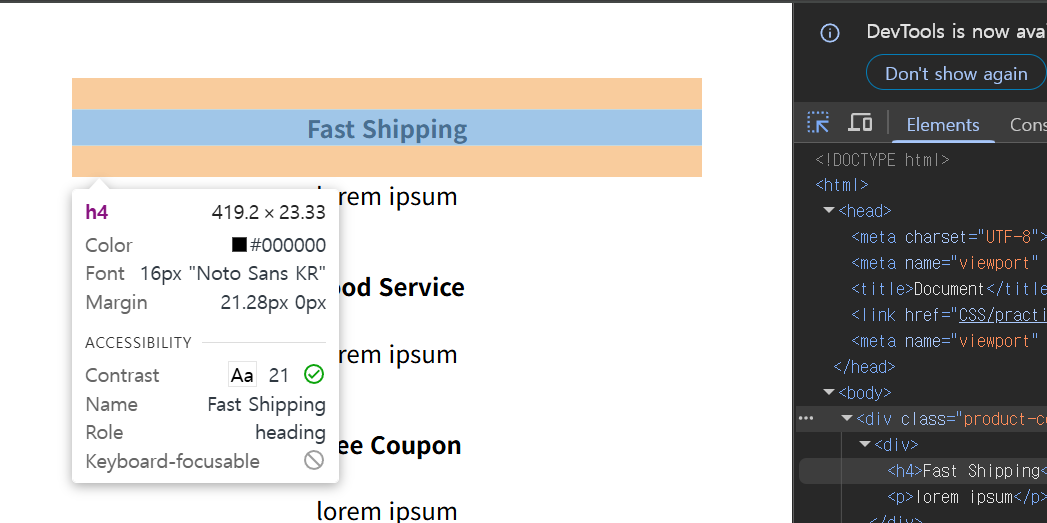 Fast Shipping
lorem ipsum
ood Service
rem ipsum
ee Coupon
lorem ipsum
h4 419.2 × 23.33
Color #000000
Font 16px "Noto Sans KR"
Margin 21.28px 0px
ACCESSIBILITY
Contrast Aa 21
Name Fast Shipping
Role heading
Keyboard-focusable
DevTools is now avai
Don't show again
Elements Cons
<!DOCTYPE html>
<html>
<head>
<meta charset="UTF-8">
<meta name="viewport"
<title>Document</title
<link href="CSS/practi
<meta name="viewport"
</head>
<body>
··· <div class="product-c
<div>
<h4>Fast Shipping<
<p>lorem ipsum</p>
</div>